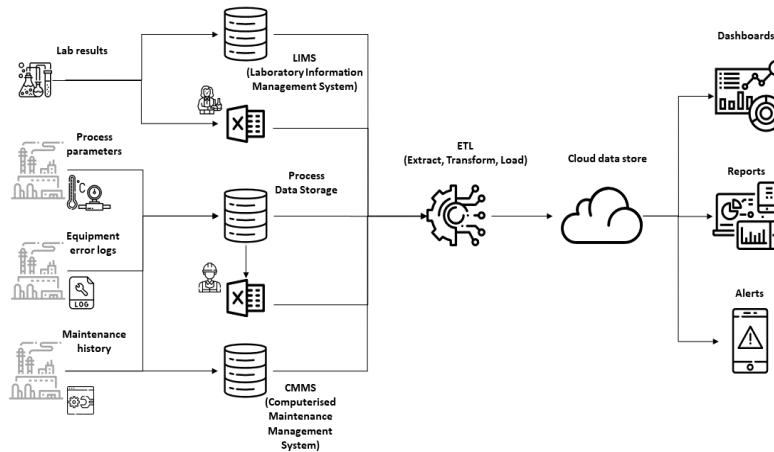 Lab results
LIMS
(Laboratory Information
Management System)
Process
parameters
°C
Equipment
error logs
LOG
Maintenance
history
X
Process
Data Storage
X
CMMS
(Computerised
Maintenance
Management
System)
ETL
(Extract, Transform, Load)
Cloud data store
Dashboards
Reports
Alerts